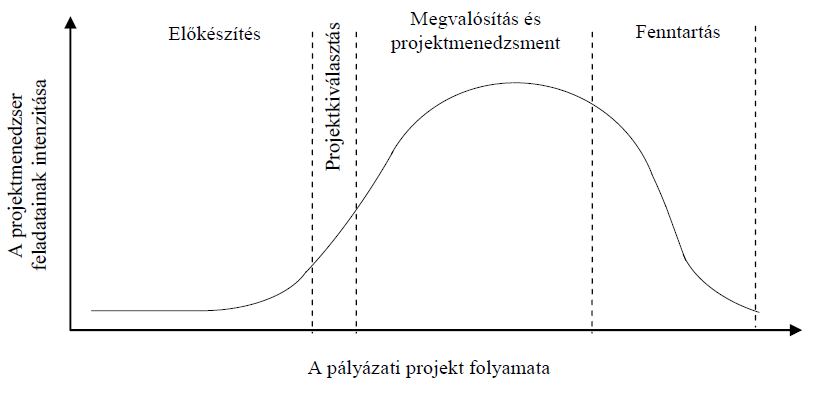 Előkészítés
Projektkiválasztás
Megvalósítás és
projektmenedzsment
Fenntartás
A projektmenedzser
feladatainak intenzitása
A pályázati projekt folyamata